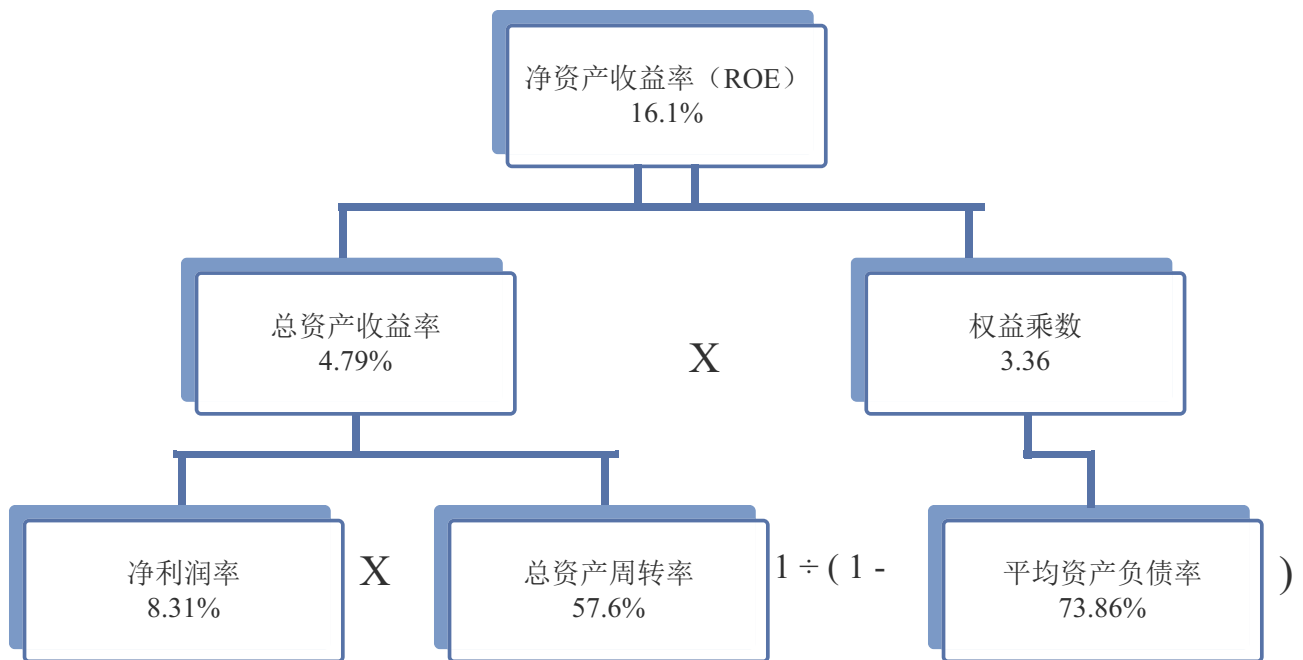 净资产收益率（ROE）
16.1%
总资产收益率
4.79%
X
权益乘数
3.36
净利润率
8.31%
X
总资产周转率
57.6%
1 ÷ ( 1 -
平均资产负债率
73.86%
)